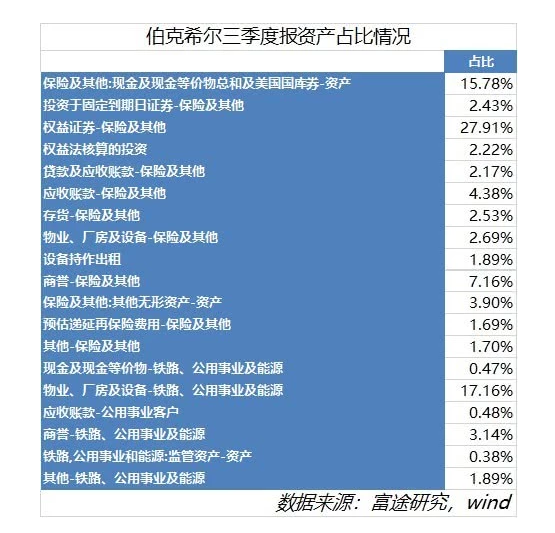 伯克希尔三季度报资产占比情况
占比
保险及其他:现金及现金等价物总和及美国国库券-资产 15.78%
投资于固定到期日证券-保险及其他 2.43%
权益证券-保险及其他 27.91%
权益法核算的投资 2.22%
贷款及应收账款-保险及其他 2.17%
应收账款-保险及其他 4.38%
存货-保险及其他 2.53%
物业、厂房及设备-保险及其他 2.69%
设备持作出租 1.89%
商誉-保险及其他 7.16%
保险及其他:其他无形资产-资产 3.90%
预估递延再保险费用-保险及其他 1.69%
其他-保险及其他 1.70%
现金及现金等价物-铁路、公用事业及能源 0.47%
物业、厂房及设备-铁路、公用事业及能源 17.16%
应收账款-公用事业客户 0.48%
商誉-铁路、公用事业及能源 3.14%
铁路,公用事业和能源:监管资产-资产 0.38%
其他-铁路、公用事业及能源 1.89%
数据来源：富途研究，wind